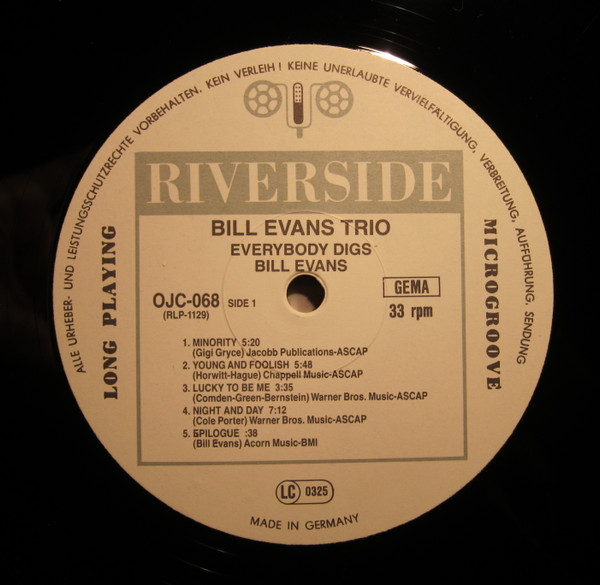 ALLE URHEBER- UND LEISTUNGSSCHUTZRECHTE VORBEHALTEN. KEIN VERLEIH! KEINE UNERLAUBTE VERVIELFÄLTIGUNG, VERBREITUNG, AUFFÜHRUNG, SENDUNG
RIVERSIDE
BILL EVANS TRIO
EVERYBODY DIGS
BILL EVANS
LONG PLAYING
MICROGROOVE
OJC-068 SIDE 1
(RLP-1129)
GEMA
33 rpm
1. MINORITY 5:20
(Gigi Gryce) Jacobb Publications-ASCAP
2. YOUNG AND FOOLISH 5:48
(Horwitt-Hague) Chappell Music-ASCAP
3. LUCKY TO BE ME 3:35
(Comden-Green-Bernstein) Warner Bros. Music-ASCAP
4. NIGHT AND DAY 7:12
(Cole Porter) Warner Bros. Music-ASCAP
5. EPILOGUE :38
(Bill Evans) Acorn Music-BMI
LC 0325
MADE IN GERMANY